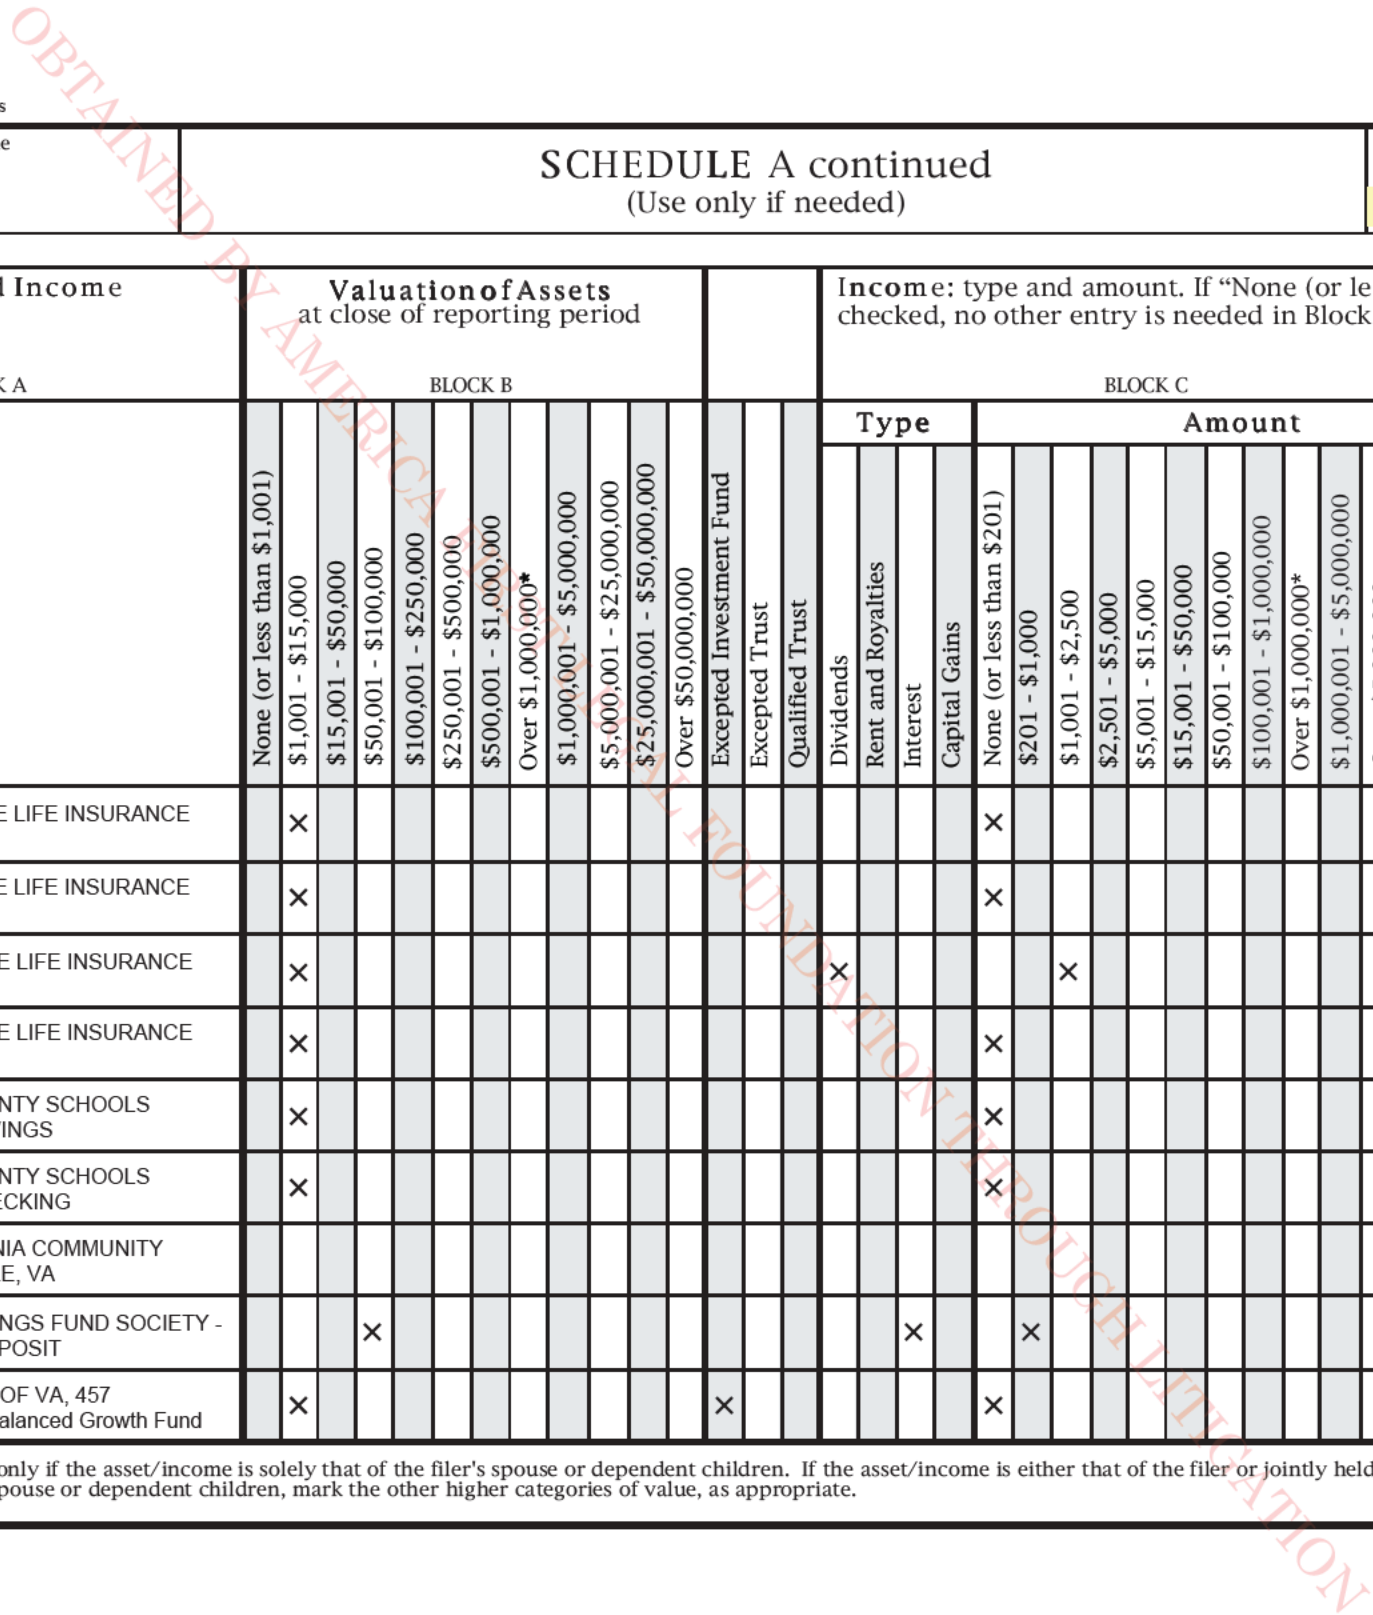 s
e
SCHEDULE A continued
(Use only if needed)
d Income
Valuation of Assets
at close of reporting period
Income: type and amount. If “None (or le
checked, no other entry is needed in Block
K A
BLOCK B
BLOCK C
Type
Amount
None (or less than $1,001)
$1,001 - $15,000
$15,001 - $50,000
$50,001 - $100,000
$100,001 - $250,000
$250,001 - $500,000
$500,001 - $1,000,000
Over $1,000,000*
$1,000,001 - $5,000,000
$5,000,001 - $25,000,000
$25,000,001 - $50,000,000
Over $50,000,000
Excepted Investment Fund
Excepted Trust
Qualified Trust
Dividends
Rent and Royalties
Interest
Capital Gains
None (or less than $201)
$201 - $1,000
$1,001 - $2,500
$2,501 - $5,000
$5,001 - $15,000
$15,001 - $50,000
$50,001 - $100,000
$100,001 - $1,000,000
Over $1,000,000*
$1,000,001 - $5,000,000
E LIFE INSURANCE × ×
E LIFE INSURANCE × ×
E LIFE INSURANCE × × ×
E LIFE INSURANCE × ×
NTY SCHOOLS
INGS × ×
NTY SCHOOLS
ECKING × ×
NIA COMMUNITY
E, VA
NGS FUND SOCIETY -
POSIT × × ×
OF VA, 457
alanced Growth Fund × × ×
only if the asset/income is solely that of the filer's spouse or dependent children. If the asset/income is either that of the filer or jointly held
pouse or dependent children, mark the other higher categories of value, as appropriate.
OBTAINED BY AMERICA FIRST LEGAL FOUNDATION THROUGH LITIGATION